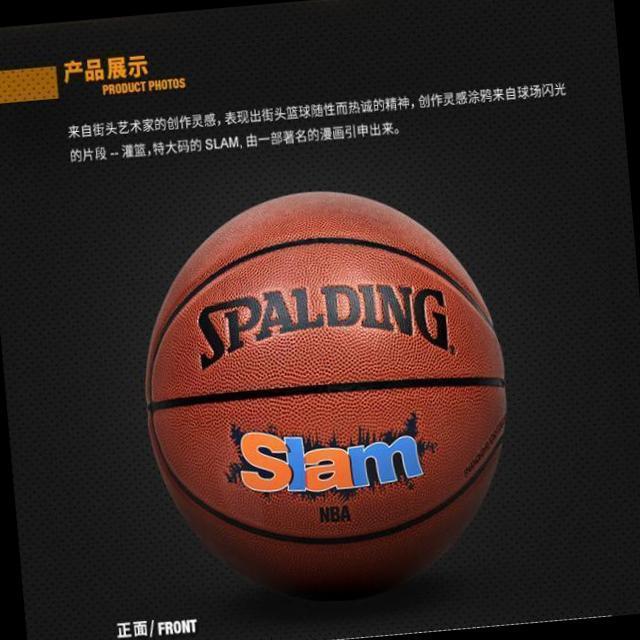 产品展示
PRODUCT PHOTOS
来自街头艺术家的创作灵感，表现出街头篮球随性而热诚的精神，创作灵感涂鸦来自球场闪光
的片段 -- 灌篮，特大码的 SLAM, 由一部著名的漫画引申出来。
SPALDING
Slam
NBA
正面/FRONT